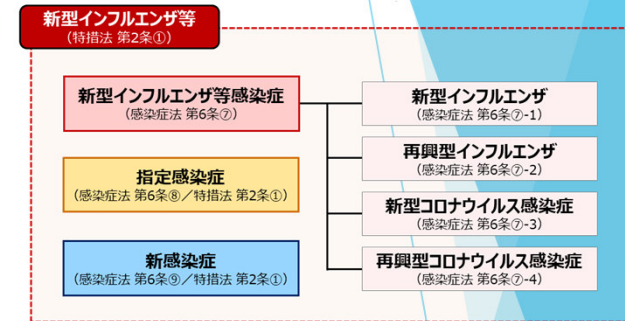 新型インフルエンザ等
(特措法 第2条①)
新型インフルエンザ等感染症
(感染症法 第6条⑦)
新型インフルエンザ
(感染症法 第6条⑦-1)
再興型インフルエンザ
(感染症法 第6条⑦-2)
指定感染症
(感染症法 第6条⑧／特措法 第2条①)
新型コロナウイルス感染症
(感染症法 第6条⑦-3)
新感染症
(感染症法 第6条⑨／特措法 第2条①)
再興型コロナウイルス感染症
(感染症法 第6条⑦-4)